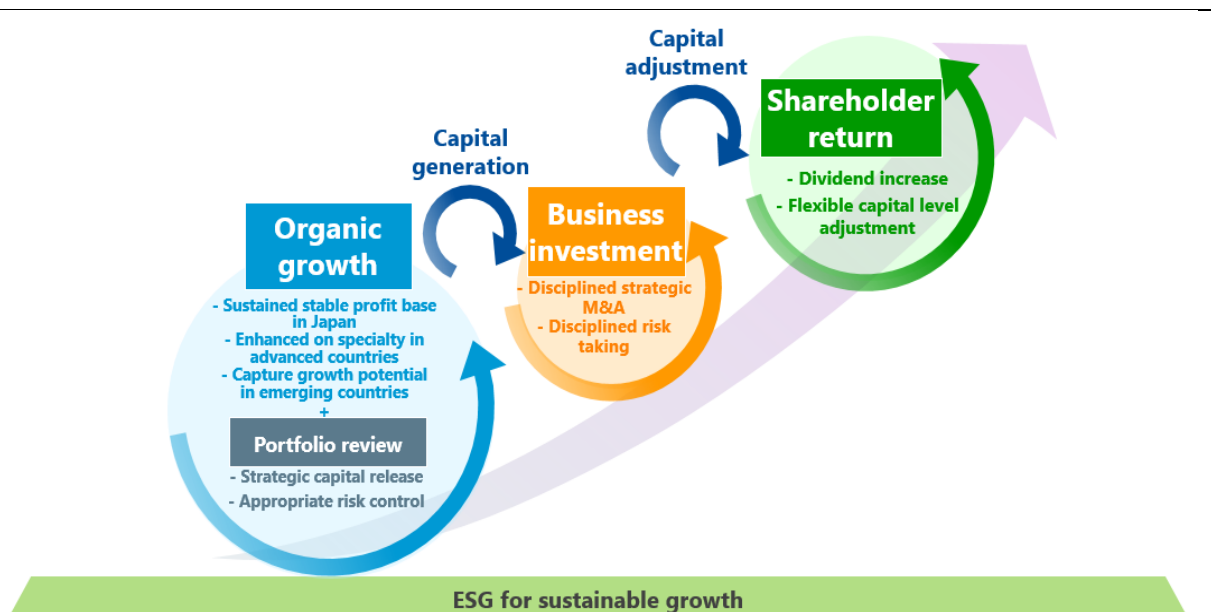 Organic
growth
- Sustained stable profit base
in Japan
- Enhanced on specialty in
advanced countries
- Capture growth potential
in emerging countries
+
Portfolio review
- Strategic capital release
- Appropriate risk control
Capital
generation
Business
investment
- Disciplined strategic
M&A
- Disciplined risk
taking
Capital
adjustment
Shareholder
return
- Dividend increase
- Flexible capital level
adjustment
ESG for sustainable growth